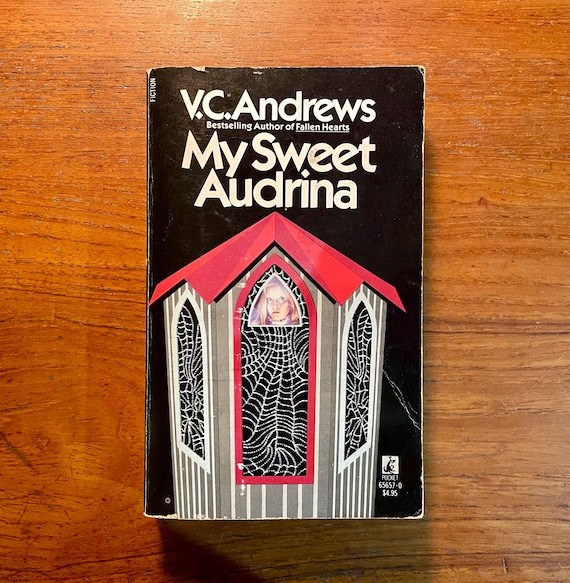 FICTION
V.C. Andrews
Bestselling Author of Fallen Hearts
My Sweet
Audrina
POCKET
65657-0
$4.95